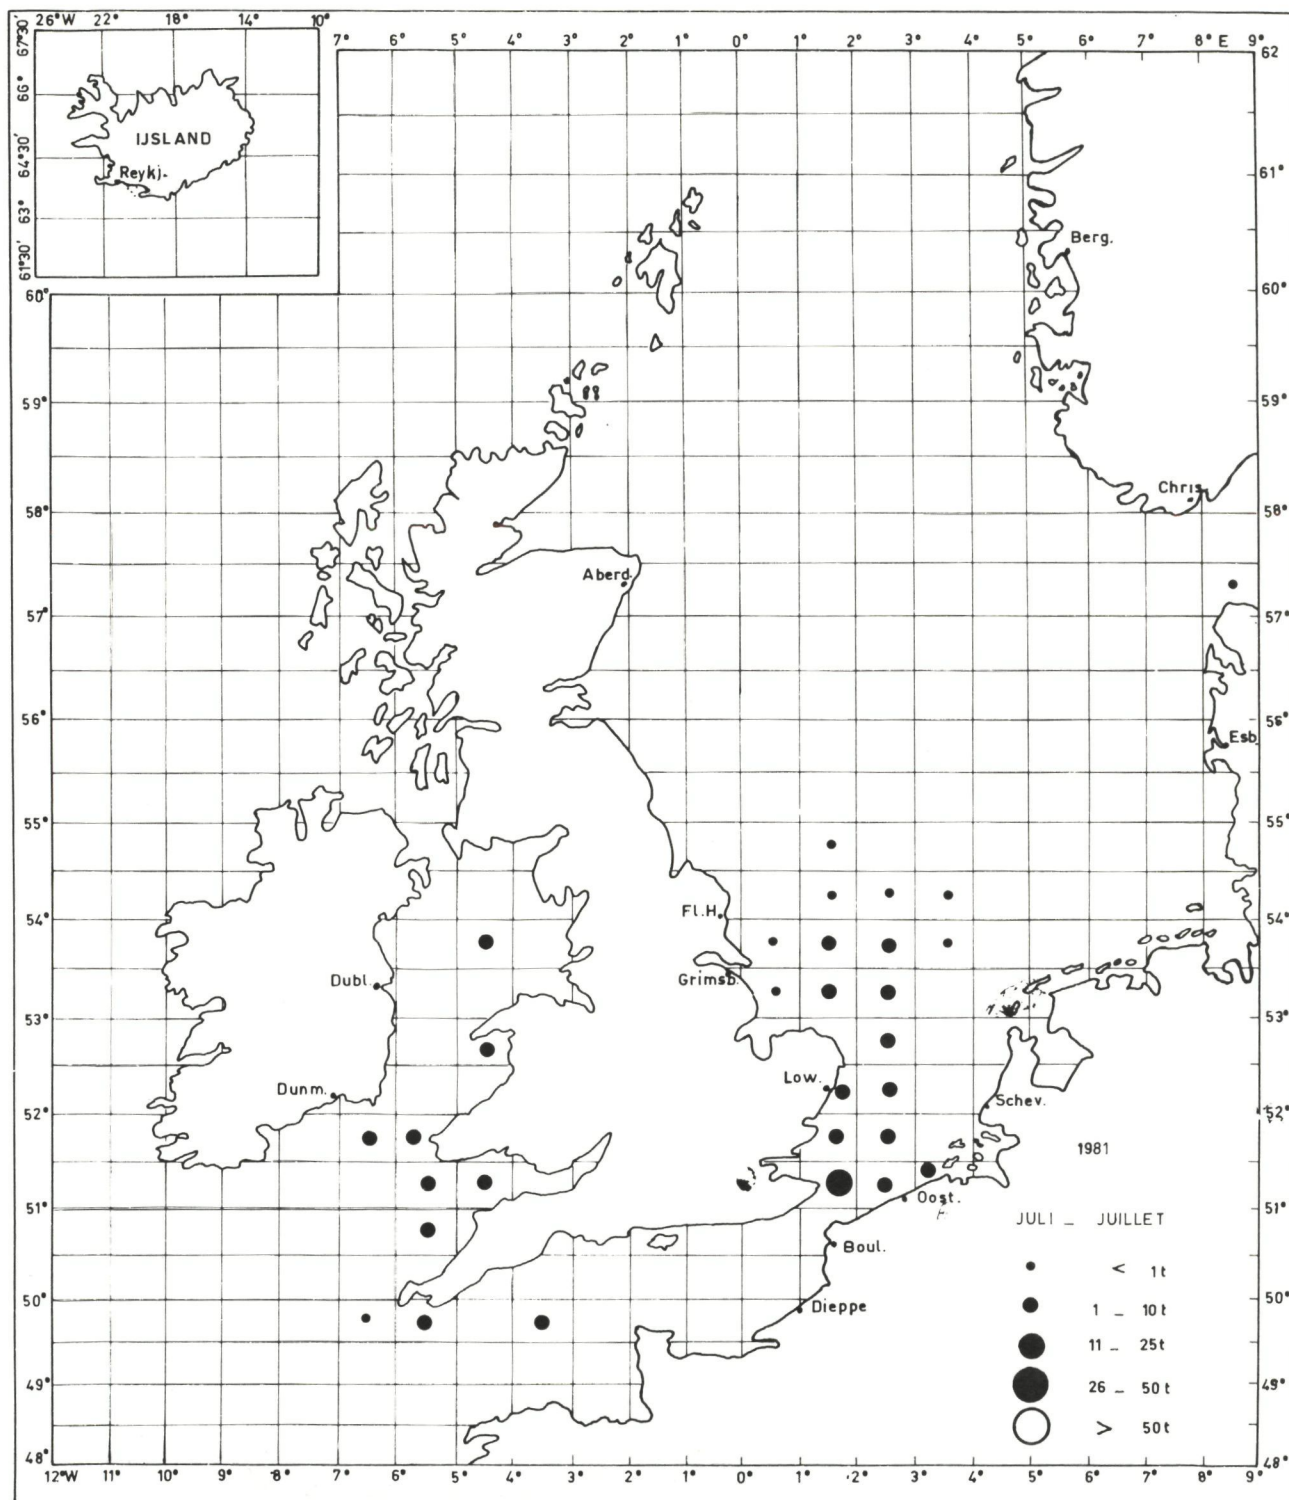 26°W 22° 18° 14° 10°
67°30' 66° 64°30' 63° 61°30'
IJSLAND
Reykj.
7° 6° 5° 4° 3° 2° 1° 0° 1° 2° 3° 4° 5° 6° 7° 8° E 9°
62
61°
60° 60°
59° 59°
58° 58°
57° 57°
56° 56°
55° 55°
54° 54°
53° 53°
52° 52°
51° 51°
50° 50°
49° 49°
48° 48°
Berg.
Chris.
Aberd.
Esb
Fl.H.
Dubl.
Grimsb.
Dunm.
Low.
Schev.
Oost.
Boul.
Dieppe
1981
JULI _ JUILLET
< 1t
1 _ 10t
11 _ 25t
26 _ 50t
> 50t
12°W 11° 10° 9° 8° 7° 6° 5° 4° 3° 2° 1° 0° 1° 2° 3° 4° 5° 6° 7° 8° 9°